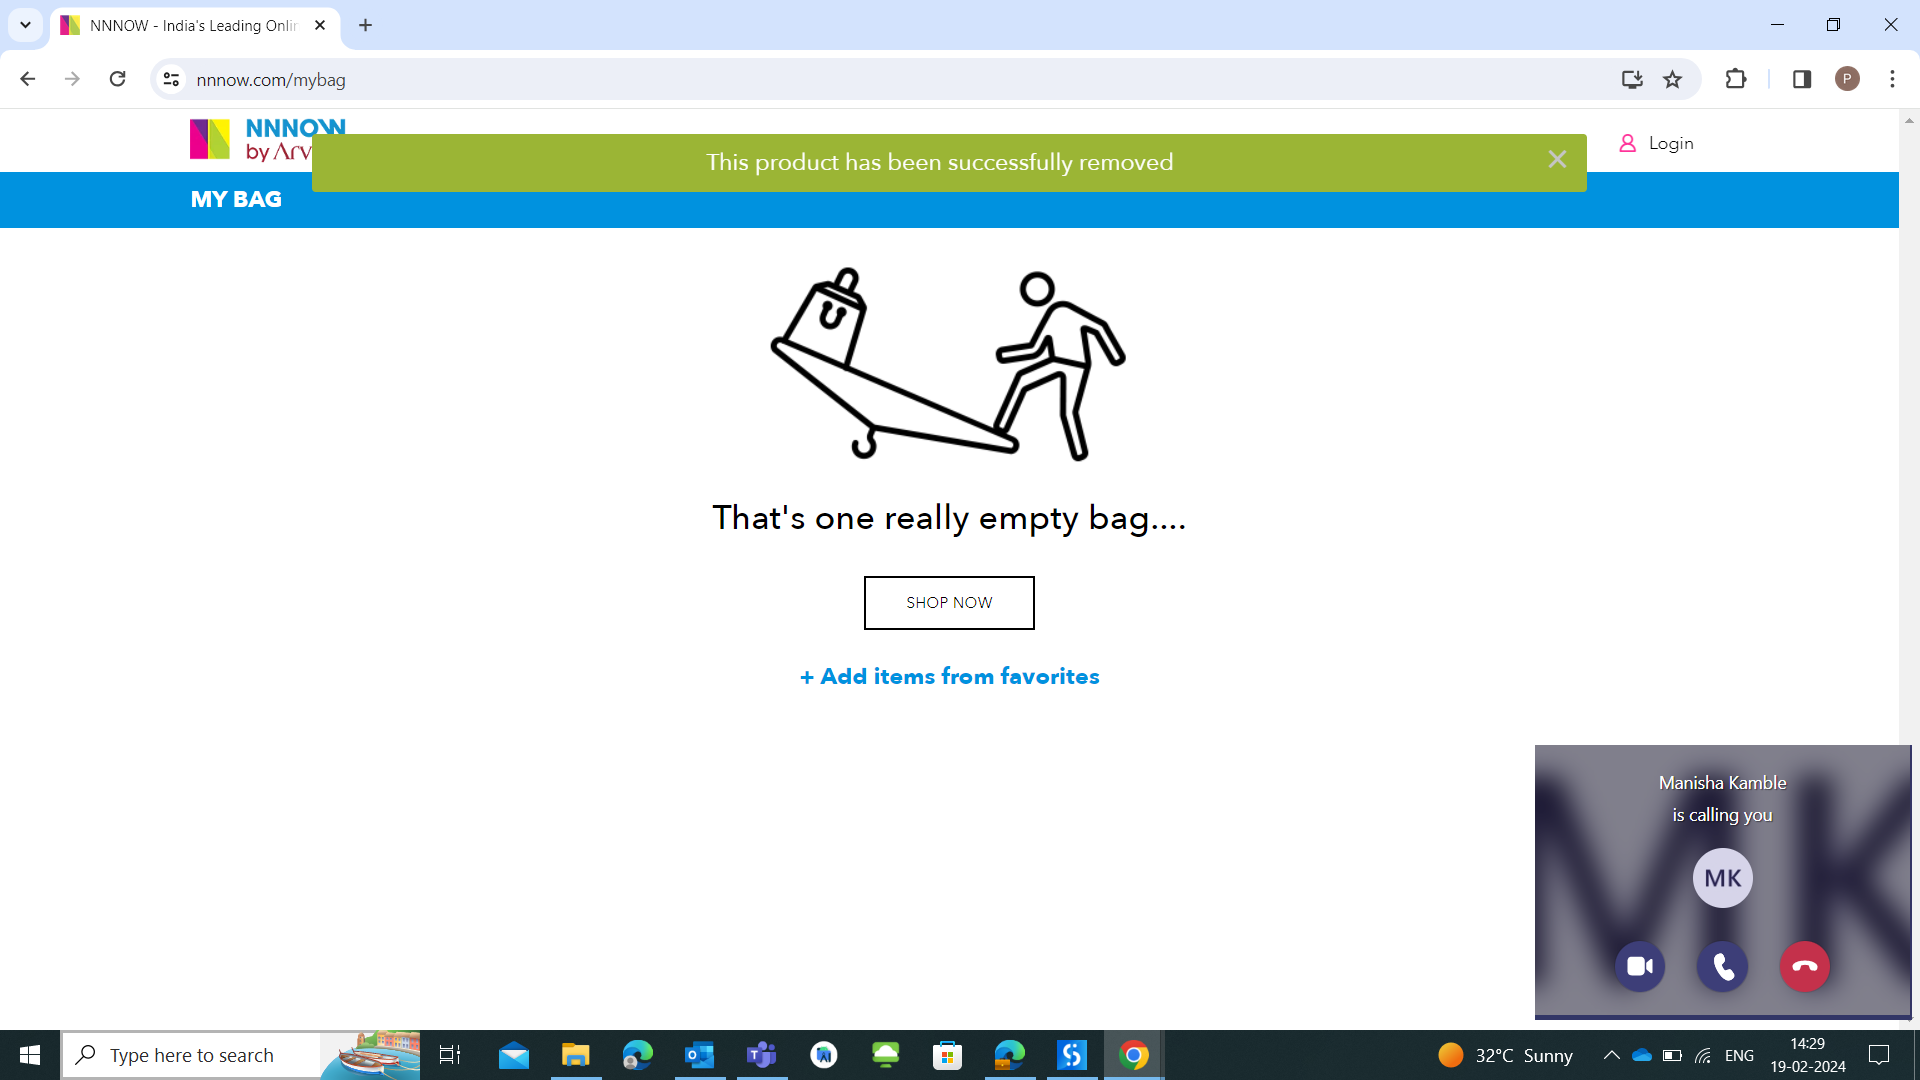 NNNOW - India's Leading Onlin
nnnow.com/mybag
P
NNNOW
by Arv
This product has been successfully removed
Login
MY BAG
That's one really empty bag....
SHOP NOW
+ Add items from favorites
Manisha Kamble
is calling you
MK
Type here to search
32°C Sunny
ENG
14:29
19-02-2024